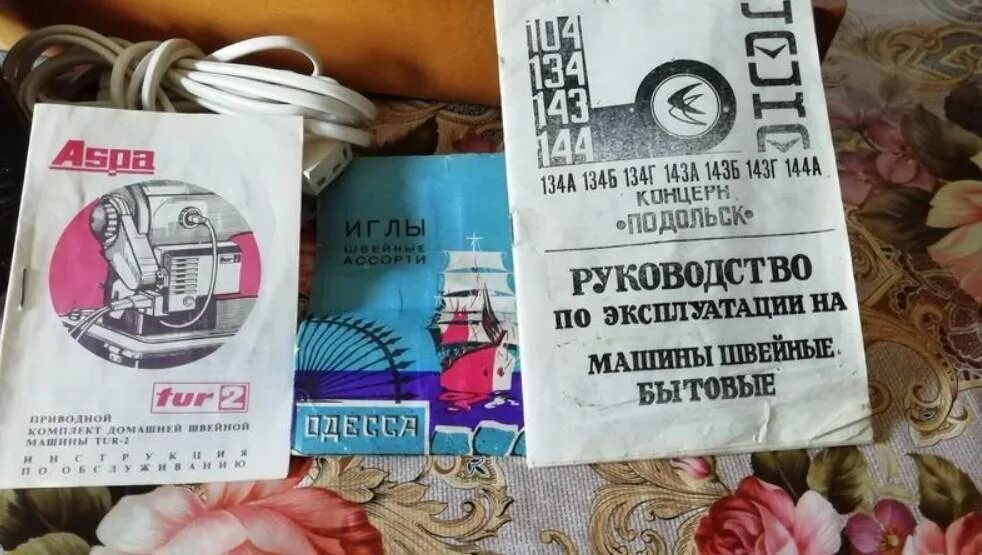 Aspa
tur 2
ПРИВОДНОЙ
КОМПЛЕКТ ДОМАШНЕЙ ШВЕЙНОЙ
МАШИНЫ TUR-2
ИНСТРУКЦИЯ
ПО ОБСЛУЖИВАНИЮ
ИГЛЫ
ШВЕЙНЫЕ
АССОРТИ
ОДЕССА
104
134
143
144
134А 134Б 134Г 143А 143Б 143Г 144А
КОНЦЕРН
«ПОДОЛЬСК»
РУКОВОДСТВО
ПО ЭКСПЛУАТАЦИИ НА
МАШИНЫ ШВЕЙНЫЕ
БЫТОВЫЕ